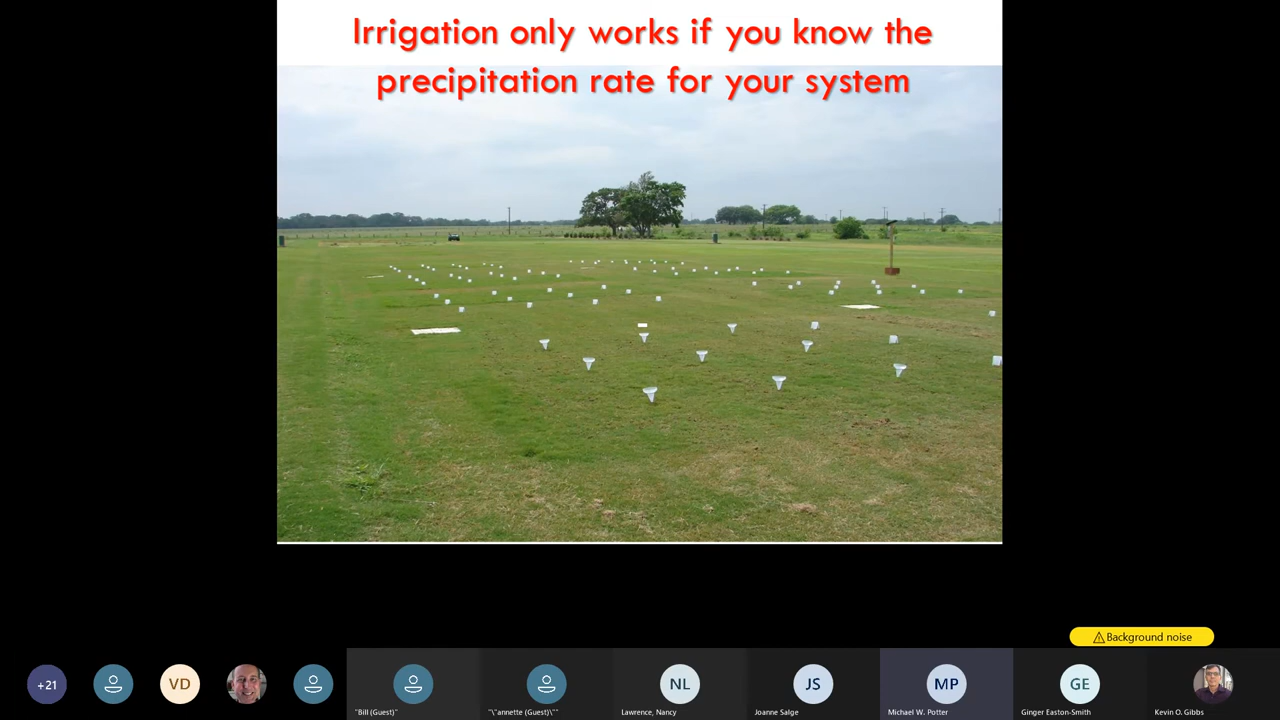 Irrigation only works if you know the
precipitation rate for your system
Background noise
+21
VD
NL
JS
MP
GE
"Bill (Guest)"
"\"annette (Guest)\""
Lawrence, Nancy
Joanne Salge
Michael W. Potter
Ginger Easton-Smith
Kevin O. Gibbs